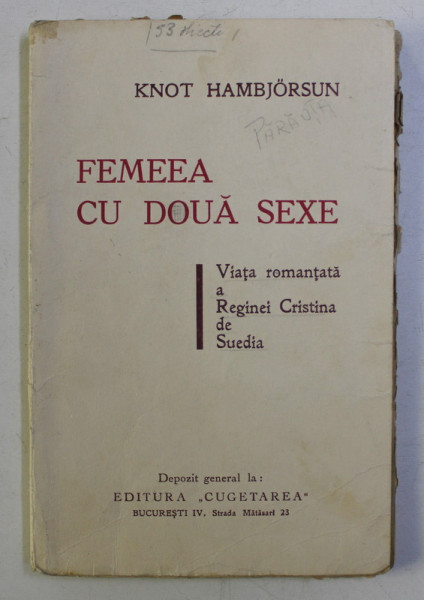 KNOT HAMBJÖRSUN
FEMEEA
CU DOUĂ SEXE
Viața romanțată
a
Reginei Cristina
de
Suedia
Depozit general la :
EDITURA „CUGETAREA"
BUCUREȘTI IV, Strada Mătăsari 23